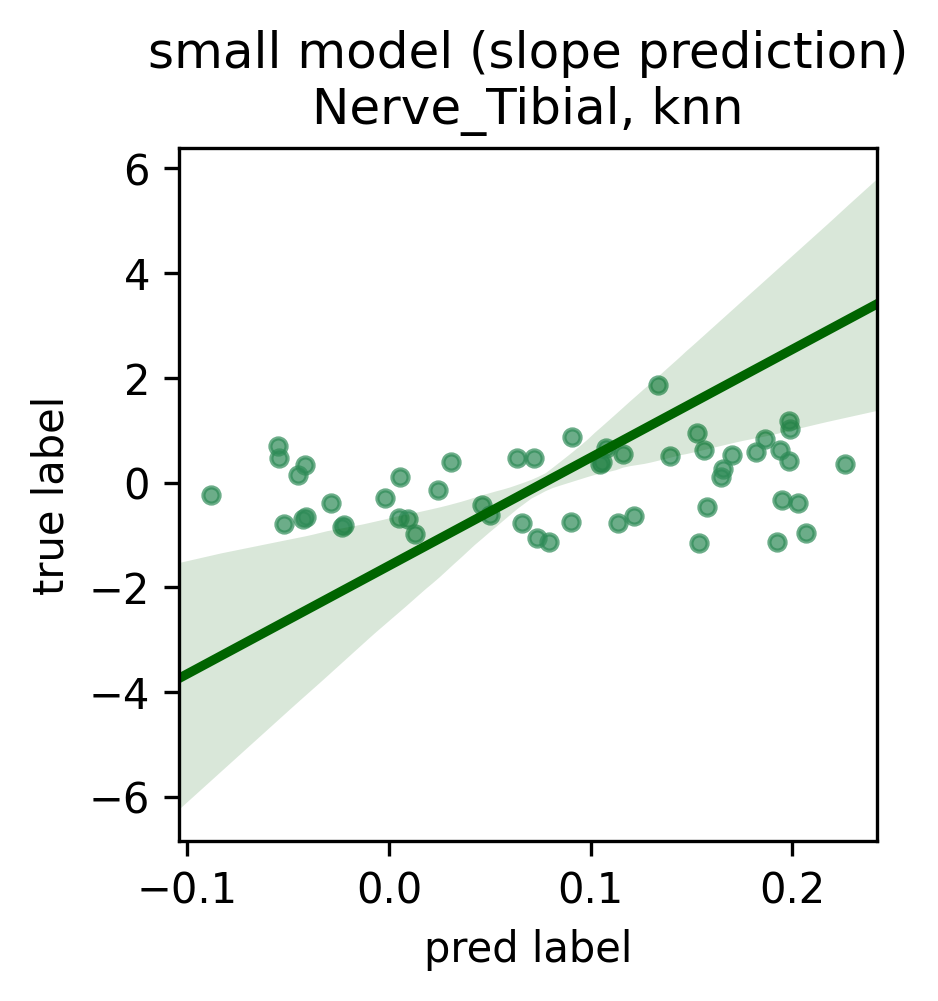 small model (slope prediction)
Nerve_Tibial, knn
6
4
2
0
−2
−4
−6
true label
−0.1
0.0
0.1
0.2
pred label